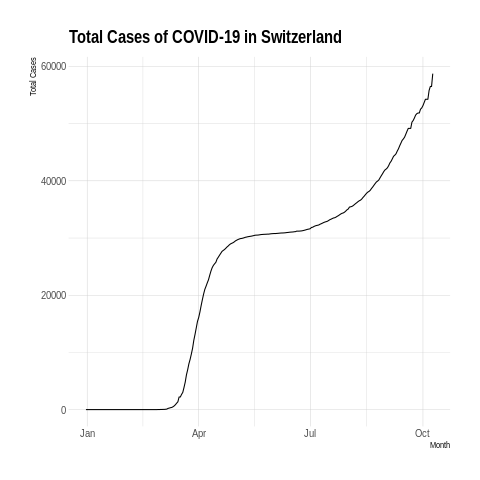 Total Cases of COVID-19 in Switzerland
Total Cases
60000
40000
20000
0
Jan Apr Jul Oct
Month